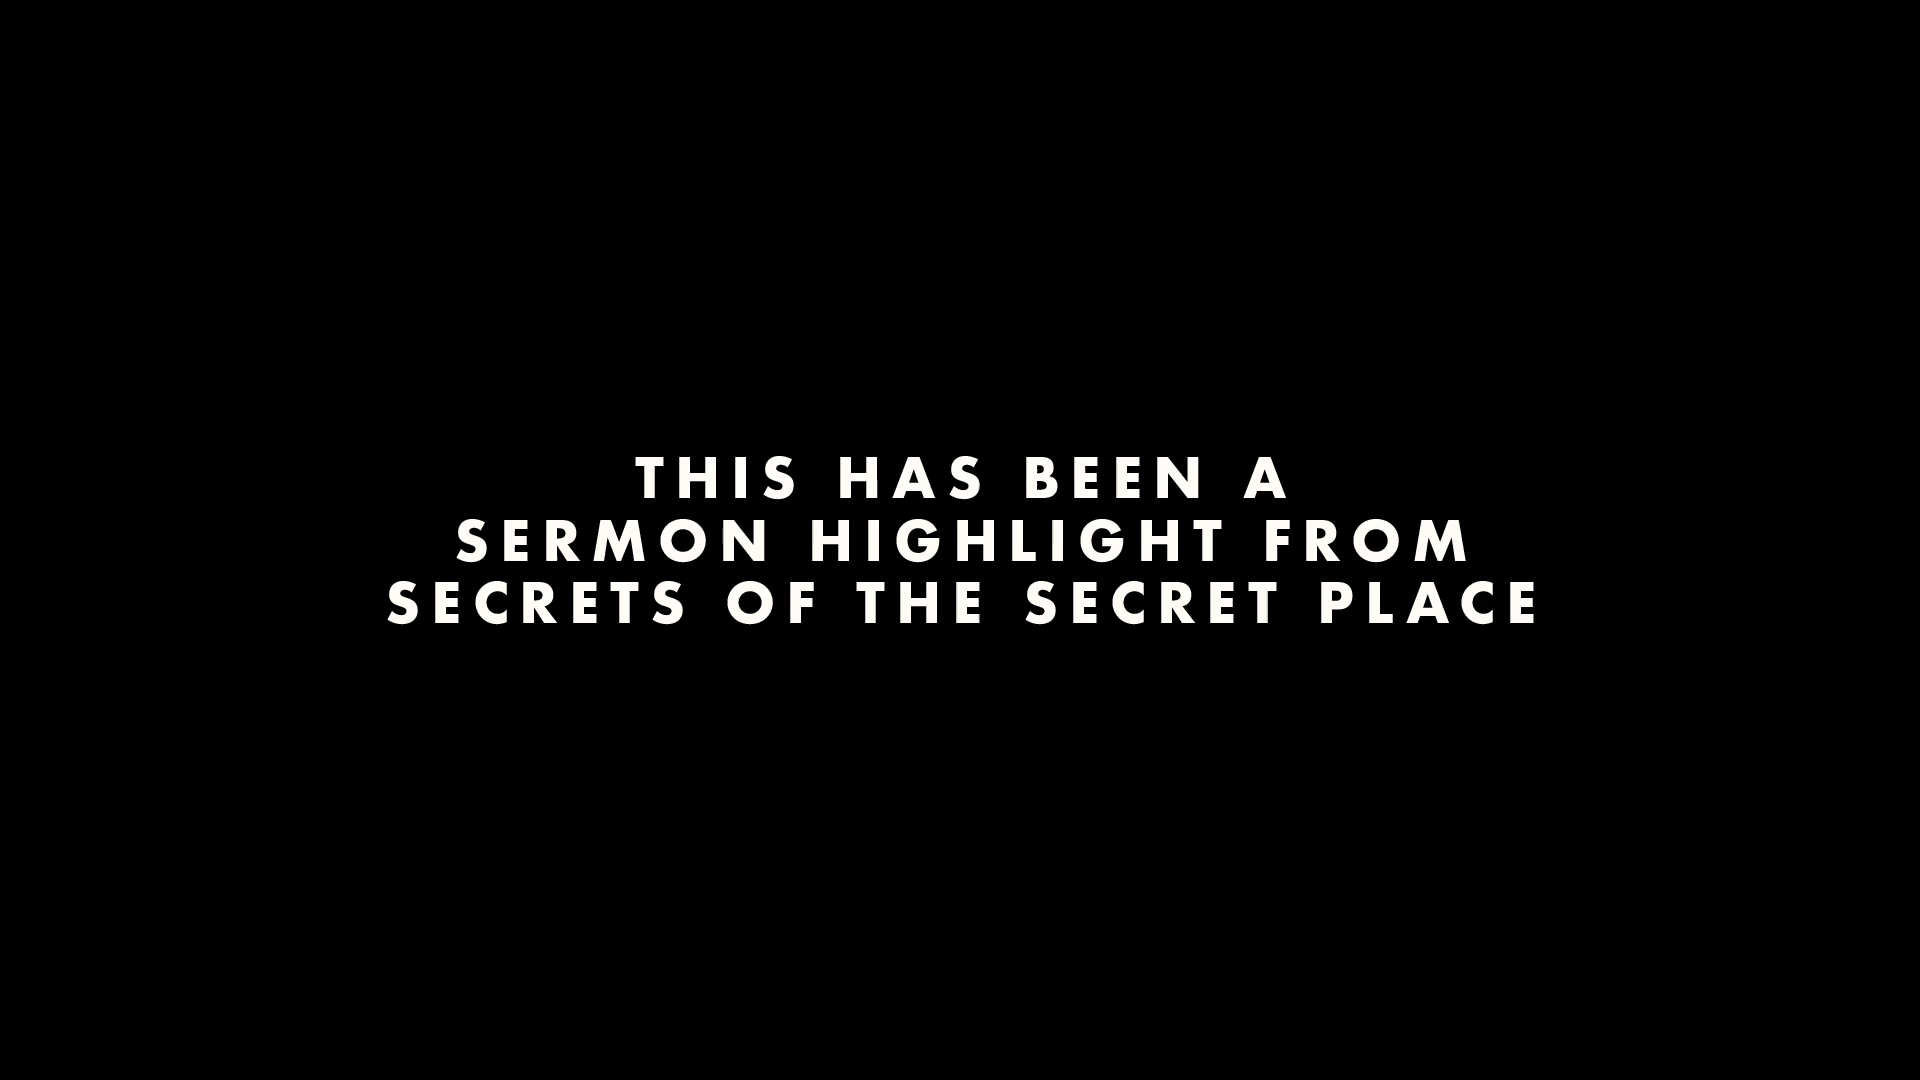 THIS HAS BEEN A
SERMON HIGHLIGHT FROM
SECRETS OF THE SECRET PLACE